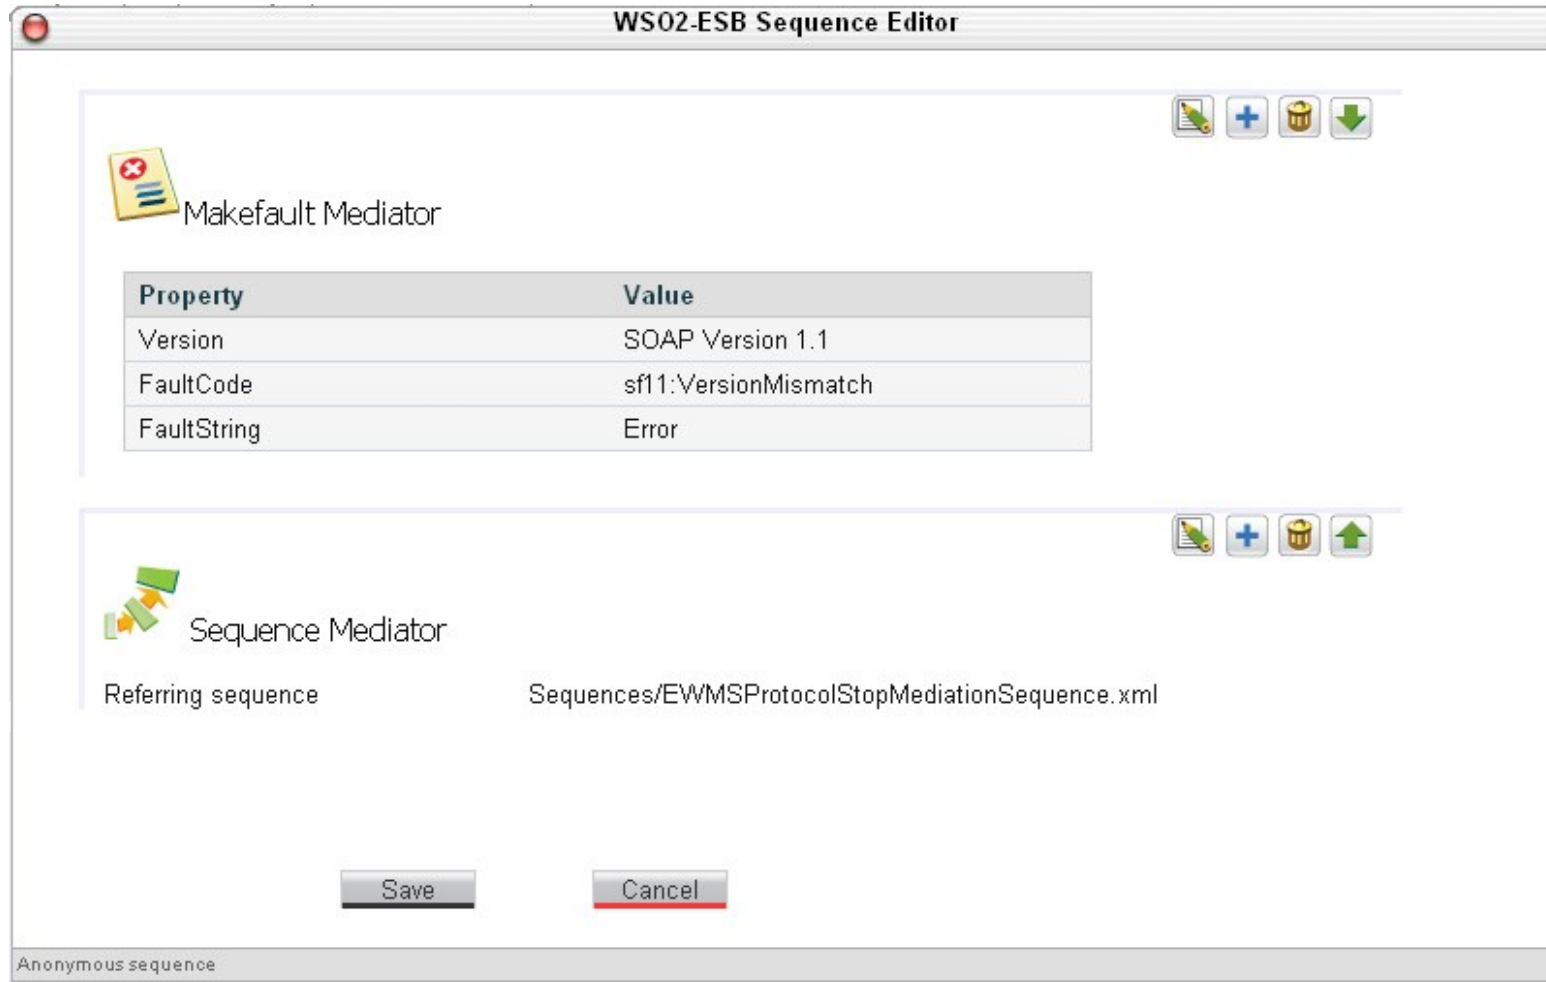 WSO2-ESB Sequence Editor
Makefault Mediator
Property Value
Version SOAP Version 1.1
FaultCode sf11:VersionMismatch
FaultString Error
Sequence Mediator
Referring sequence Sequences/EWMSProtocolStopMediationSequence.xml
Save Cancel
Anonymous sequence